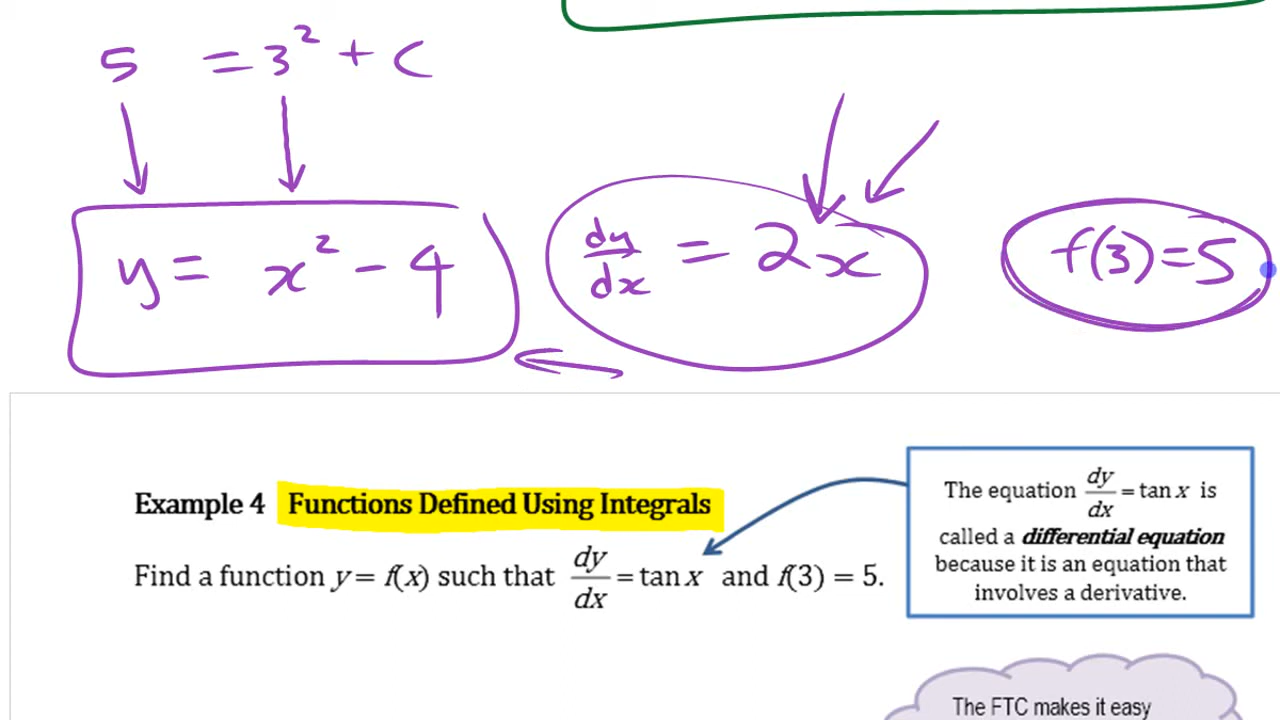 5 = 3² + C
y = x² - 4
dy/dx = 2x
f(3) = 5
Example 4 Functions Defined Using Integrals
Find a function y = f(x) such that dy/dx = tan x and f(3) = 5.
The equation dy/dx = tan x is
called a differential equation
because it is an equation that
involves a derivative.
The FTC makes it easy